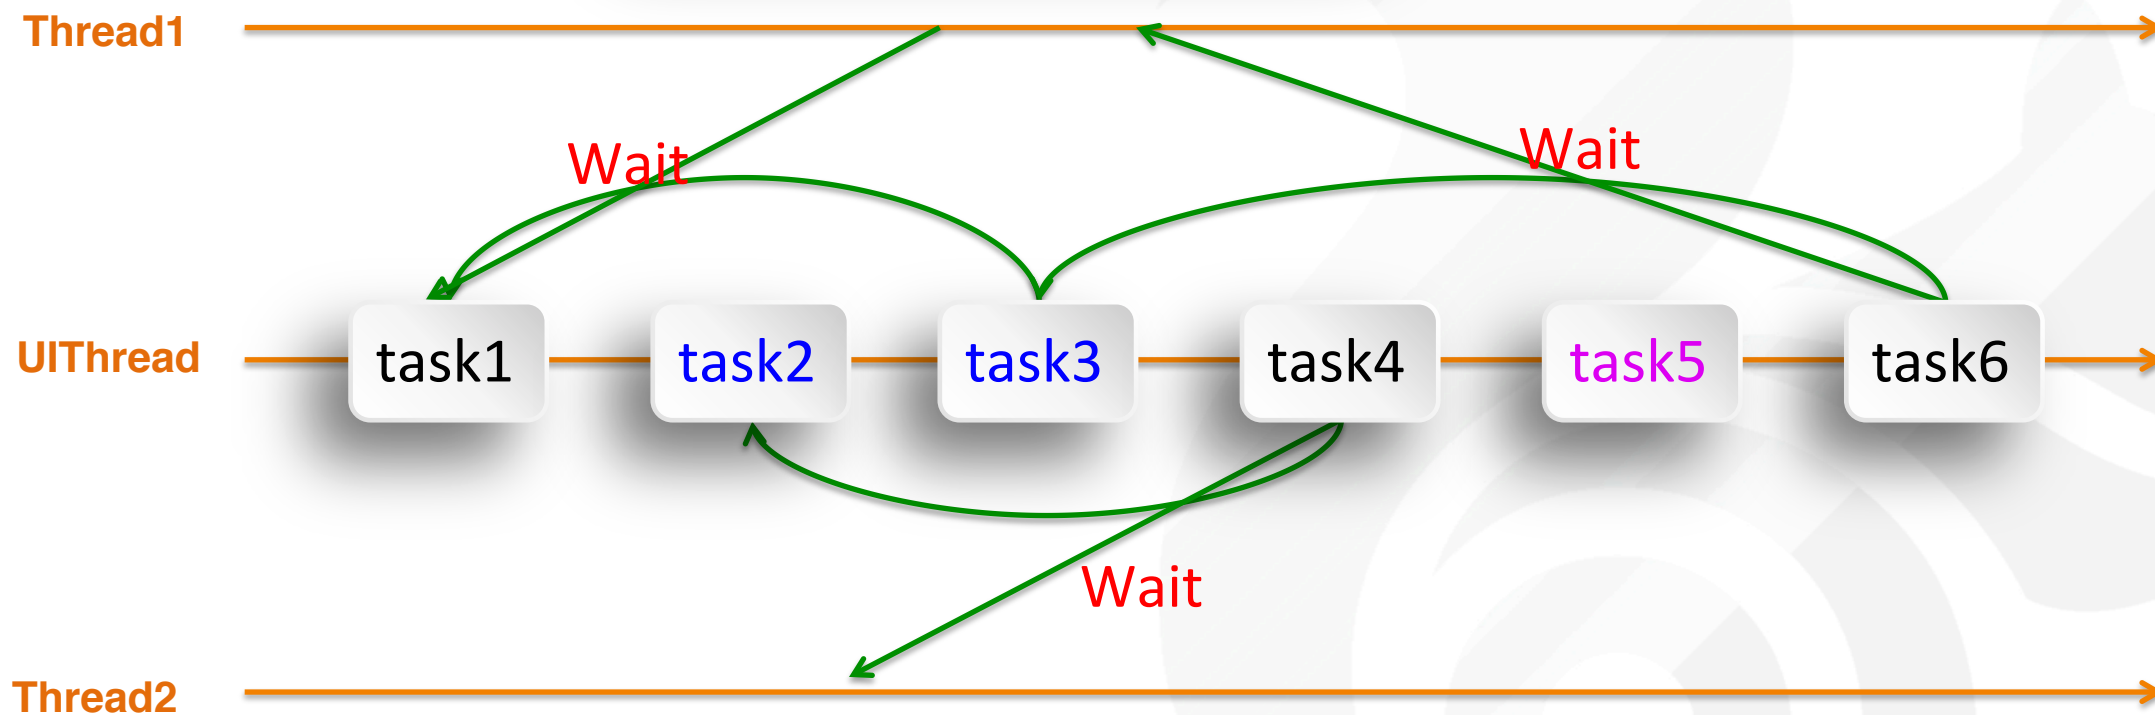 Thread1
Wait
Wait
UIThread
task1
task2
task3
task4
task5
task6
Wait
Thread2